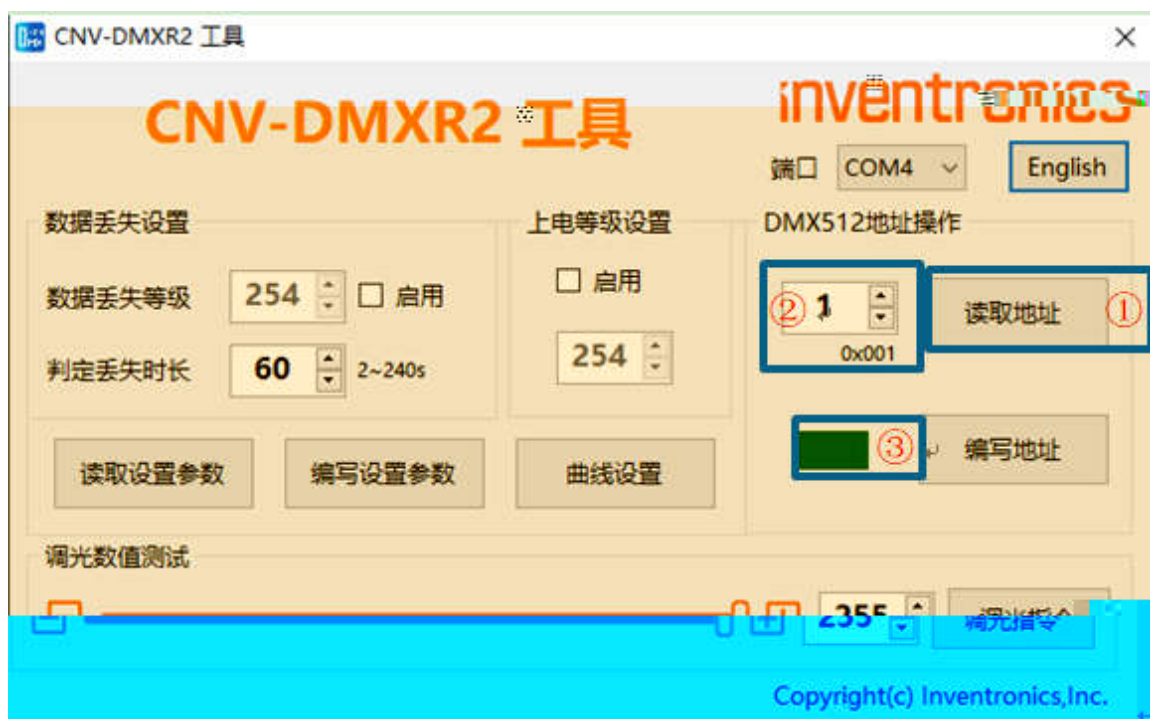 CNV-DMXR2 工具
CNV-DMXR2 工具
inventronics
端口 COM4 English
数据丢失设置 上电等级设置 DMX512地址操作
数据丢失等级 254 启用 启用 ② 1 读取地址 ①
0x001
判定丢失时长 60 2~240s 254
③ 编写地址
读取设置参数 编写设置参数 曲线设置
调光数值测试
255 调光指令
Copyright(c) Inventronics,Inc.